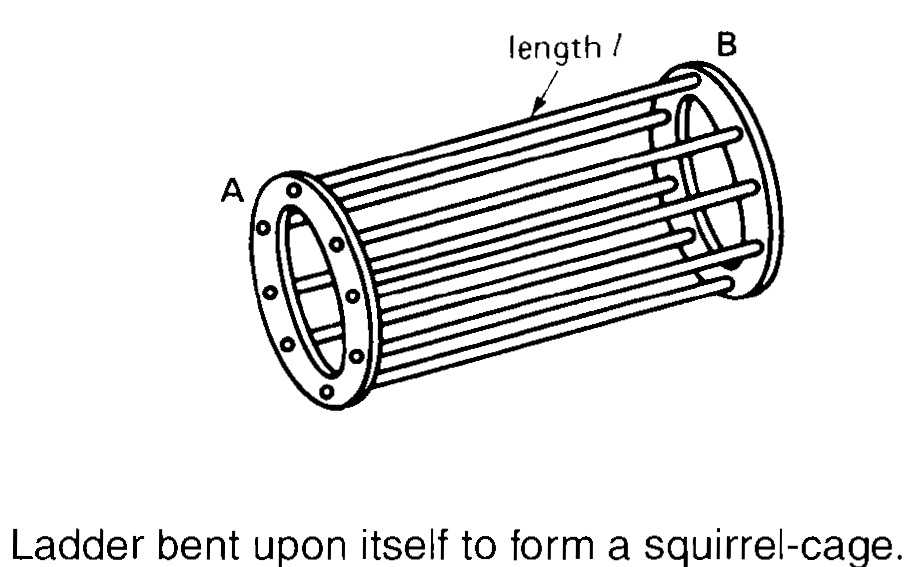 length l
B
A
Ladder bent upon itself to form a squirrel-cage.